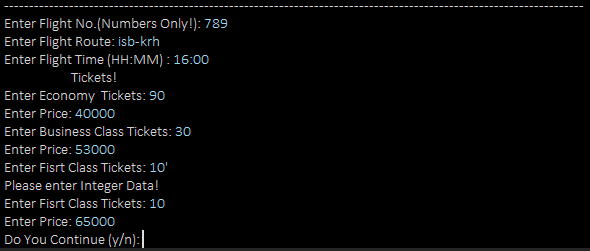 --------------------------------------------------------------------------------------------
Enter Flight No.(Numbers Only!): 789
Enter Flight Route: isb-krh
Enter Flight Time (HH:MM) : 16:00
Tickets!
Enter Economy  Tickets: 90
Enter Price: 40000
Enter Business Class Tickets: 30
Enter Price: 53000
Enter Fisrt Class Tickets: 10'
Please enter Integer Data!
Enter Fisrt Class Tickets: 10
Enter Price: 65000
Do You Continue (y/n):